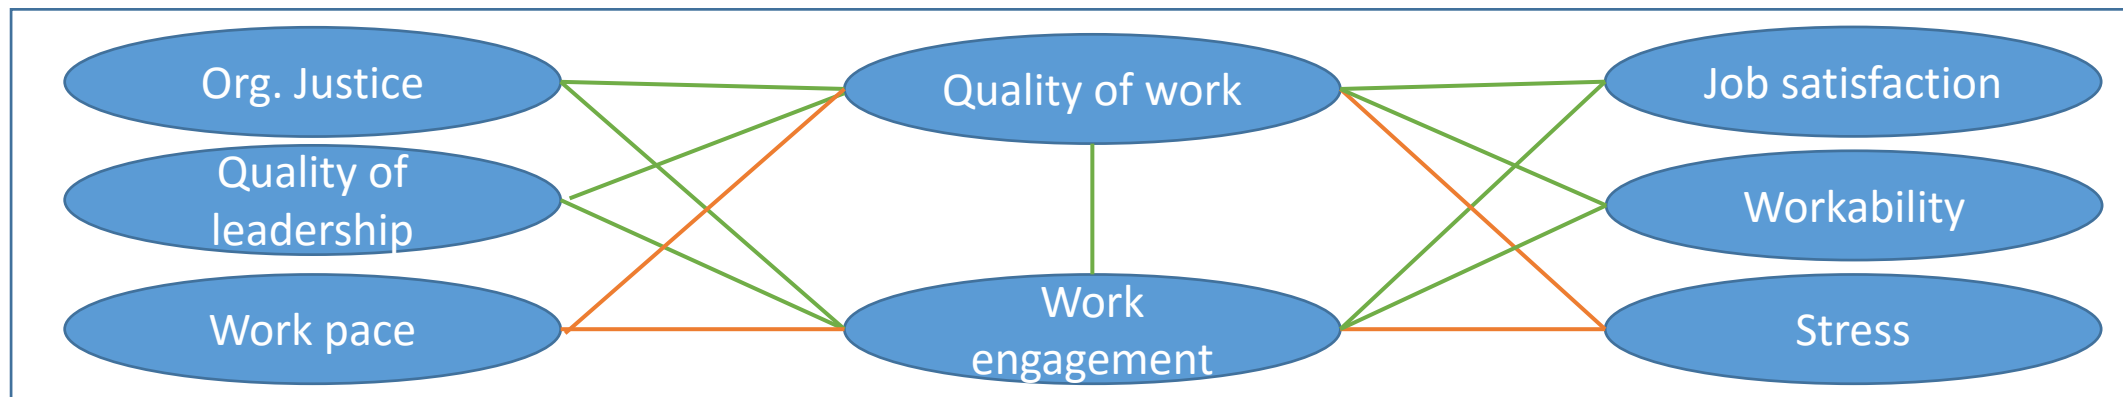 Org. Justice
Quality of
leadership
Work pace
Quality of work
Work
engagement
Job satisfaction
Workability
Stress